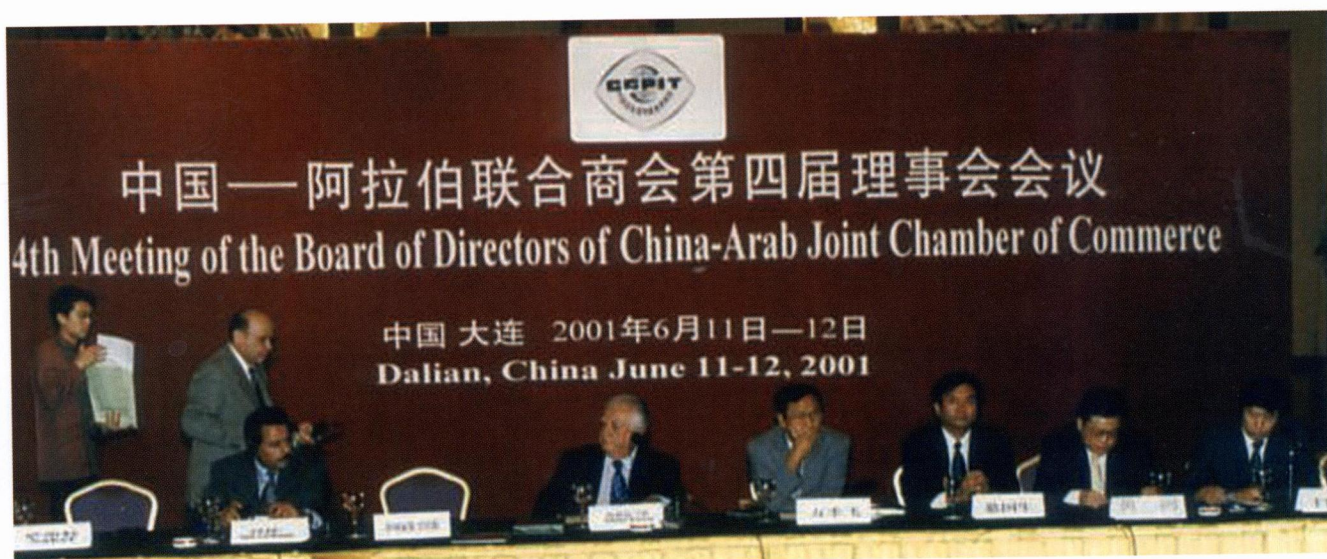 CCPIT
中国——阿拉伯联合商会第四届理事会会议
4th Meeting of the Board of Directors of China-Arab Joint Chamber of Commerce
中国 大连 2001年6月11日—12日
Dalian, China June 11-12, 2001